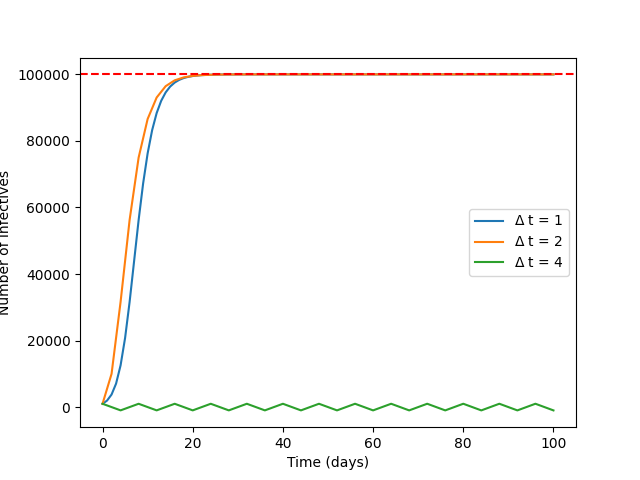 100000
80000
60000
40000
20000
0
Number of Infectives
Δ t = 1
Δ t = 2
Δ t = 4
0 20 40 60 80 100
Time (days)